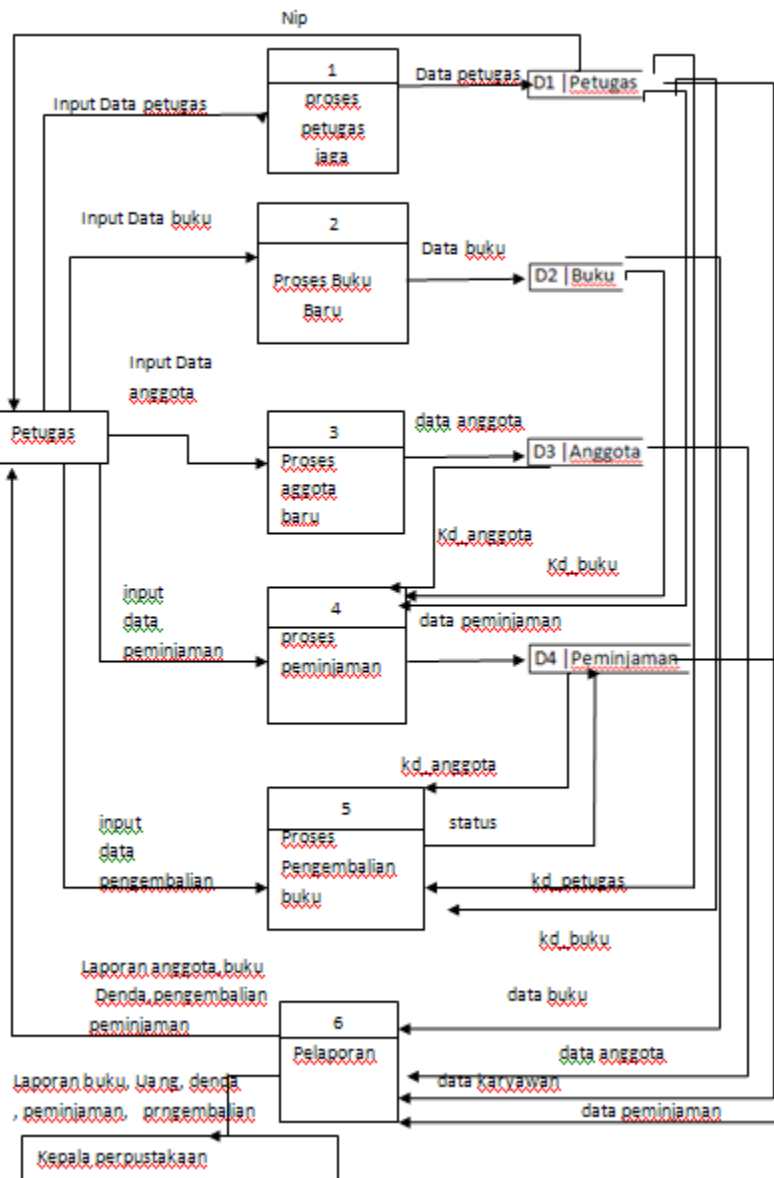 Nip
1
proses
petugas
jaga
Data petugas
D1 |Petugas
Input Data petugas
Input Data buku
2
Proses Buku
Baru
Data buku
D2 |Buku
Input Data
anggota
Petugas
3
Proses
aggota
baru
data anggota
D3 |Anggota
Kd_anggota
Kd_buku
input
data
peminjaman
4
proses
peminjaman
data peminjaman
D4 |Peminjaman
kd_anggota
input
data
pengembalian
5
Proses
Pengembalian
buku
status
kd_petugas
kd_buku
Laporan anggota,buku
Denda,pengembalian
peminjaman
6
Pelaporan
data buku
data anggota
data karyawan
data peminjaman
Laporan buku, Uang, denda
, peminjaman, prngembalian
Kepala perpustakaan